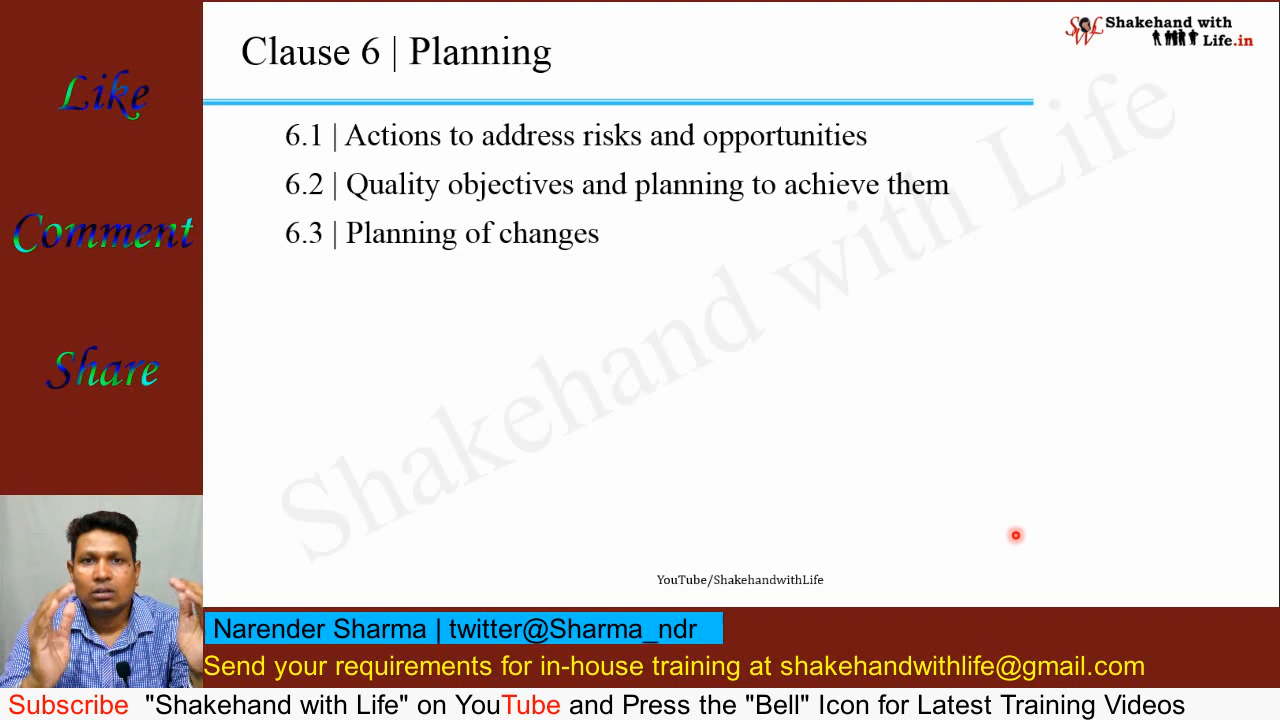 Clause 6 | Planning
Shakehand with
Life.in
Like
6.1 | Actions to address risks and opportunities
6.2 | Quality objectives and planning to achieve them
6.3 | Planning of changes
Comment
Share
Shakehand with Life
YouTube/ShakehandwithLife
Narender Sharma | twitter@Sharma_ndr
Send your requirements for in-house training at shakehandwithlife@gmail.com
Subscribe "Shakehand with Life" on YouTube and Press the "Bell" Icon for Latest Training Videos